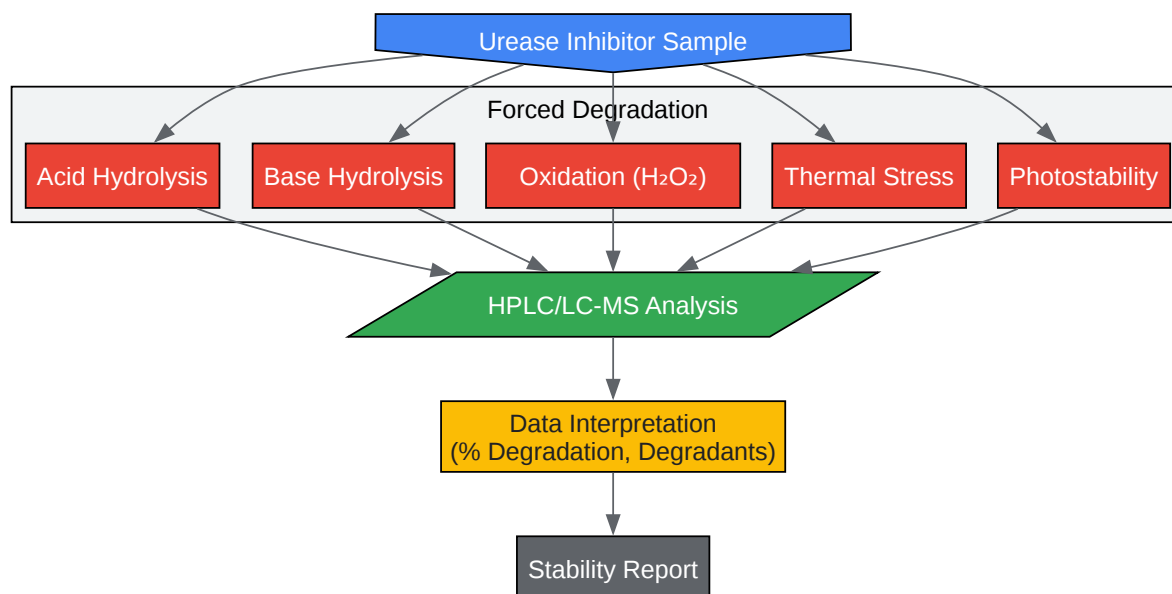 Urease Inhibitor Sample
Forced Degradation
Acid Hydrolysis
Base Hydrolysis
Oxidation (H₂O₂)
Thermal Stress
Photostability
HPLC/LC-MS Analysis
Data Interpretation
(% Degradation, Degradants)
Stability Report